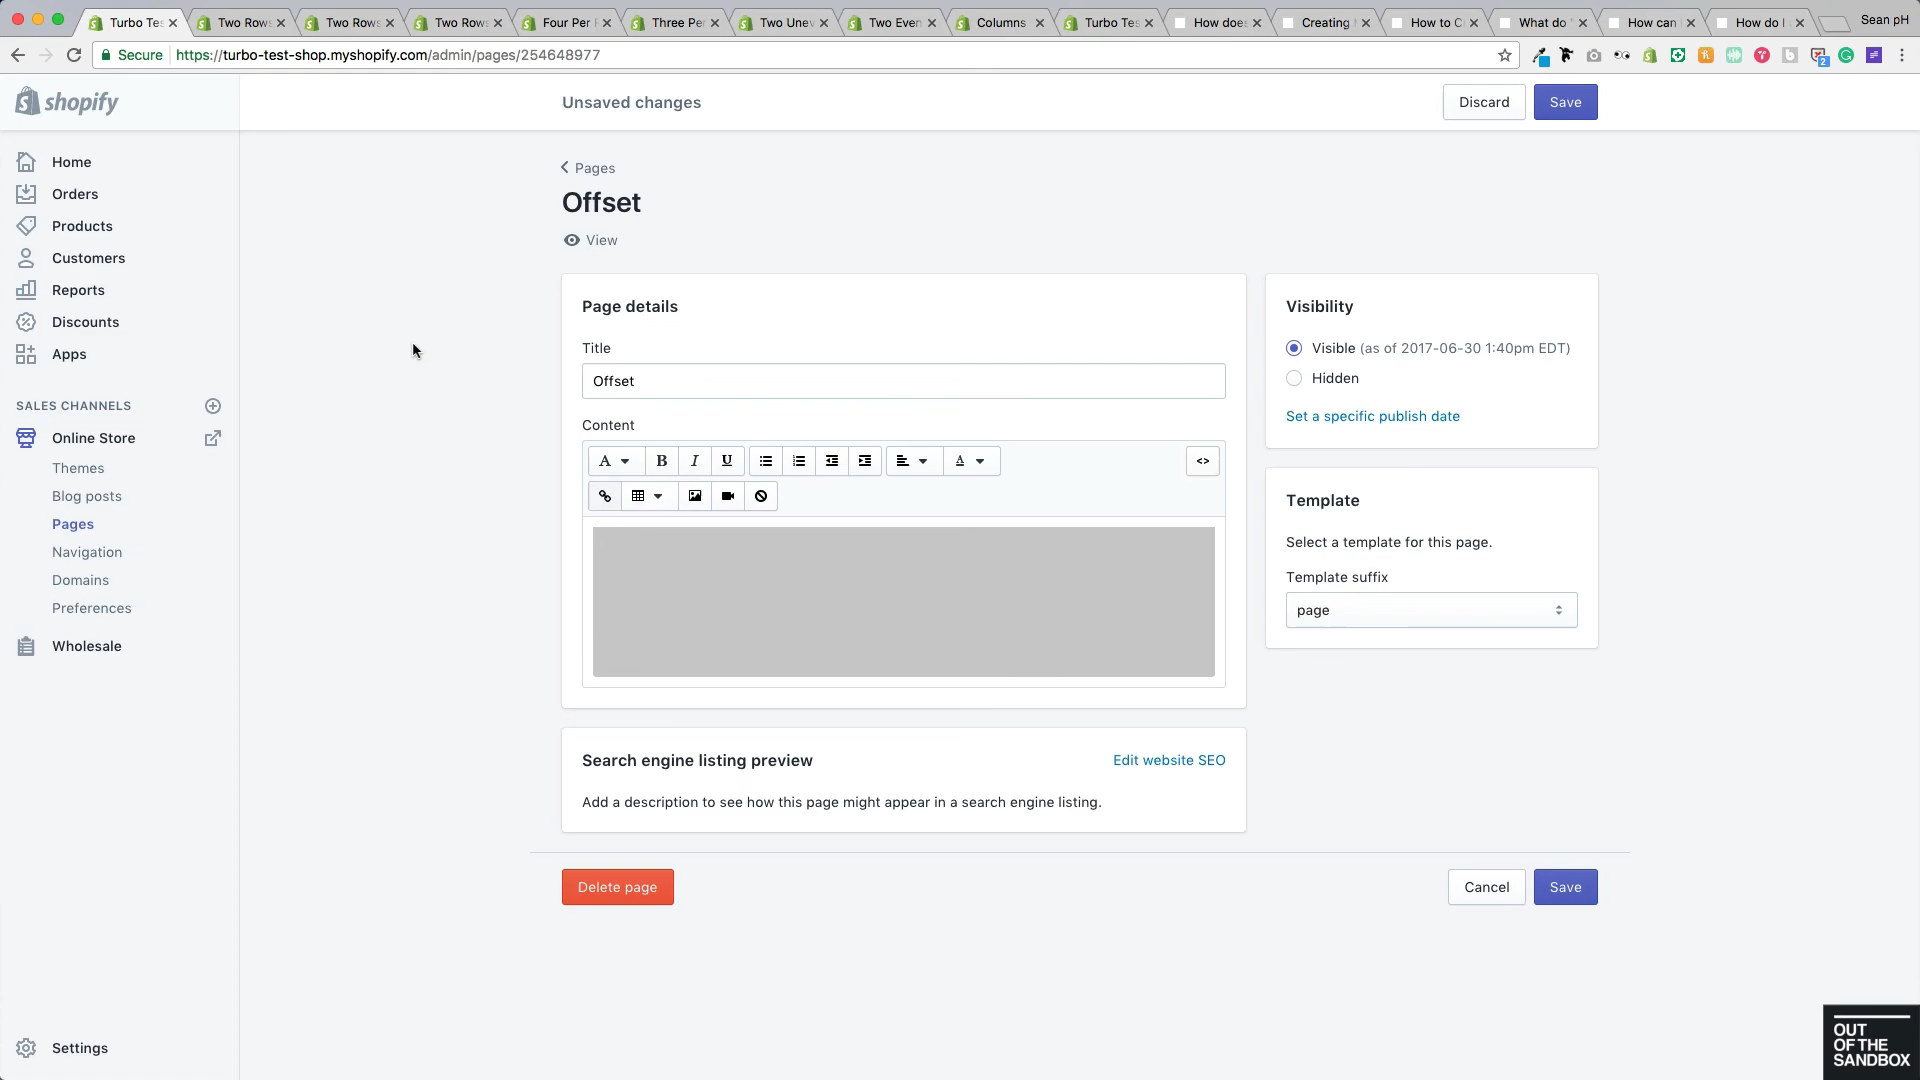 Turbo Tes
Two Rows
Two Rows
Two Rows
Four Per
Three Per
Two Unev
Two Even
Columns
Turbo Tes
How does
Creating
How to C
What do
How can
How do I
Sean pH
Secure
https://turbo-test-shop.myshopify.com/admin/pages/254648977
shopify
Unsaved changes
Discard
Save
Home
Orders
Products
Customers
Reports
Discounts
Apps
SALES CHANNELS
Online Store
Themes
Blog posts
Pages
Navigation
Domains
Preferences
Wholesale
Settings
Pages
Offset
View
Page details
Title
Offset
Content
A
B
I
U
A
<>
Search engine listing preview
Edit website SEO
Add a description to see how this page might appear in a search engine listing.
Visibility
Visible (as of 2017-06-30 1:40pm EDT)
Hidden
Set a specific publish date
Template
Select a template for this page.
Template suffix
page
Delete page
Cancel
Save
OUT
OF THE
SANDBOX